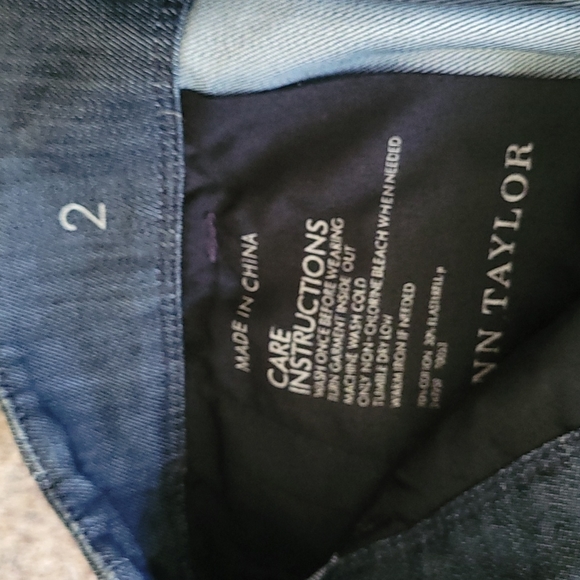 2
MADE IN CHINA
CARE
INSTRUCTIONS
WASH ONCE BEFORE WEARING
TURN GARMENT INSIDE OUT
MACHINE WASH COLD
ONLY NON-CHLORINE BLEACH WHEN NEEDED
TUMBLE DRY LOW
WARM IRON IF NEEDED
COTTON
NN TAYLOR